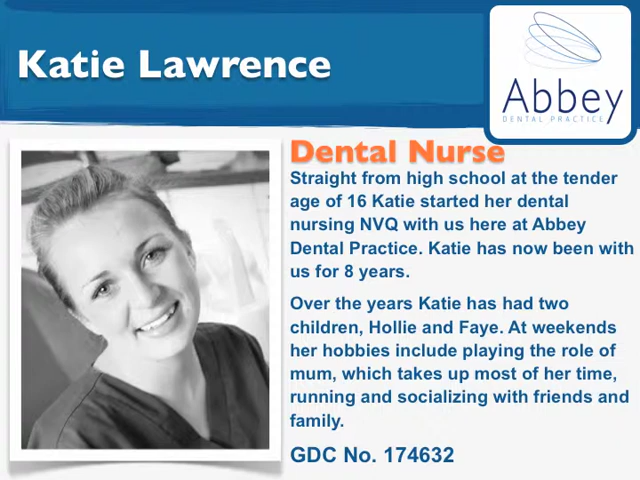 Katie Lawrence
Abbey
DENTAL PRACTICE
Dental Nurse
Straight from high school at the tender
age of 16 Katie started her dental
nursing NVQ with us here at Abbey
Dental Practice. Katie has now been with
us for 8 years.
Over the years Katie has had two
children, Hollie and Faye. At weekends
her hobbies include playing the role of
mum, which takes up most of her time,
running and socializing with friends and
family.
GDC No. 174632